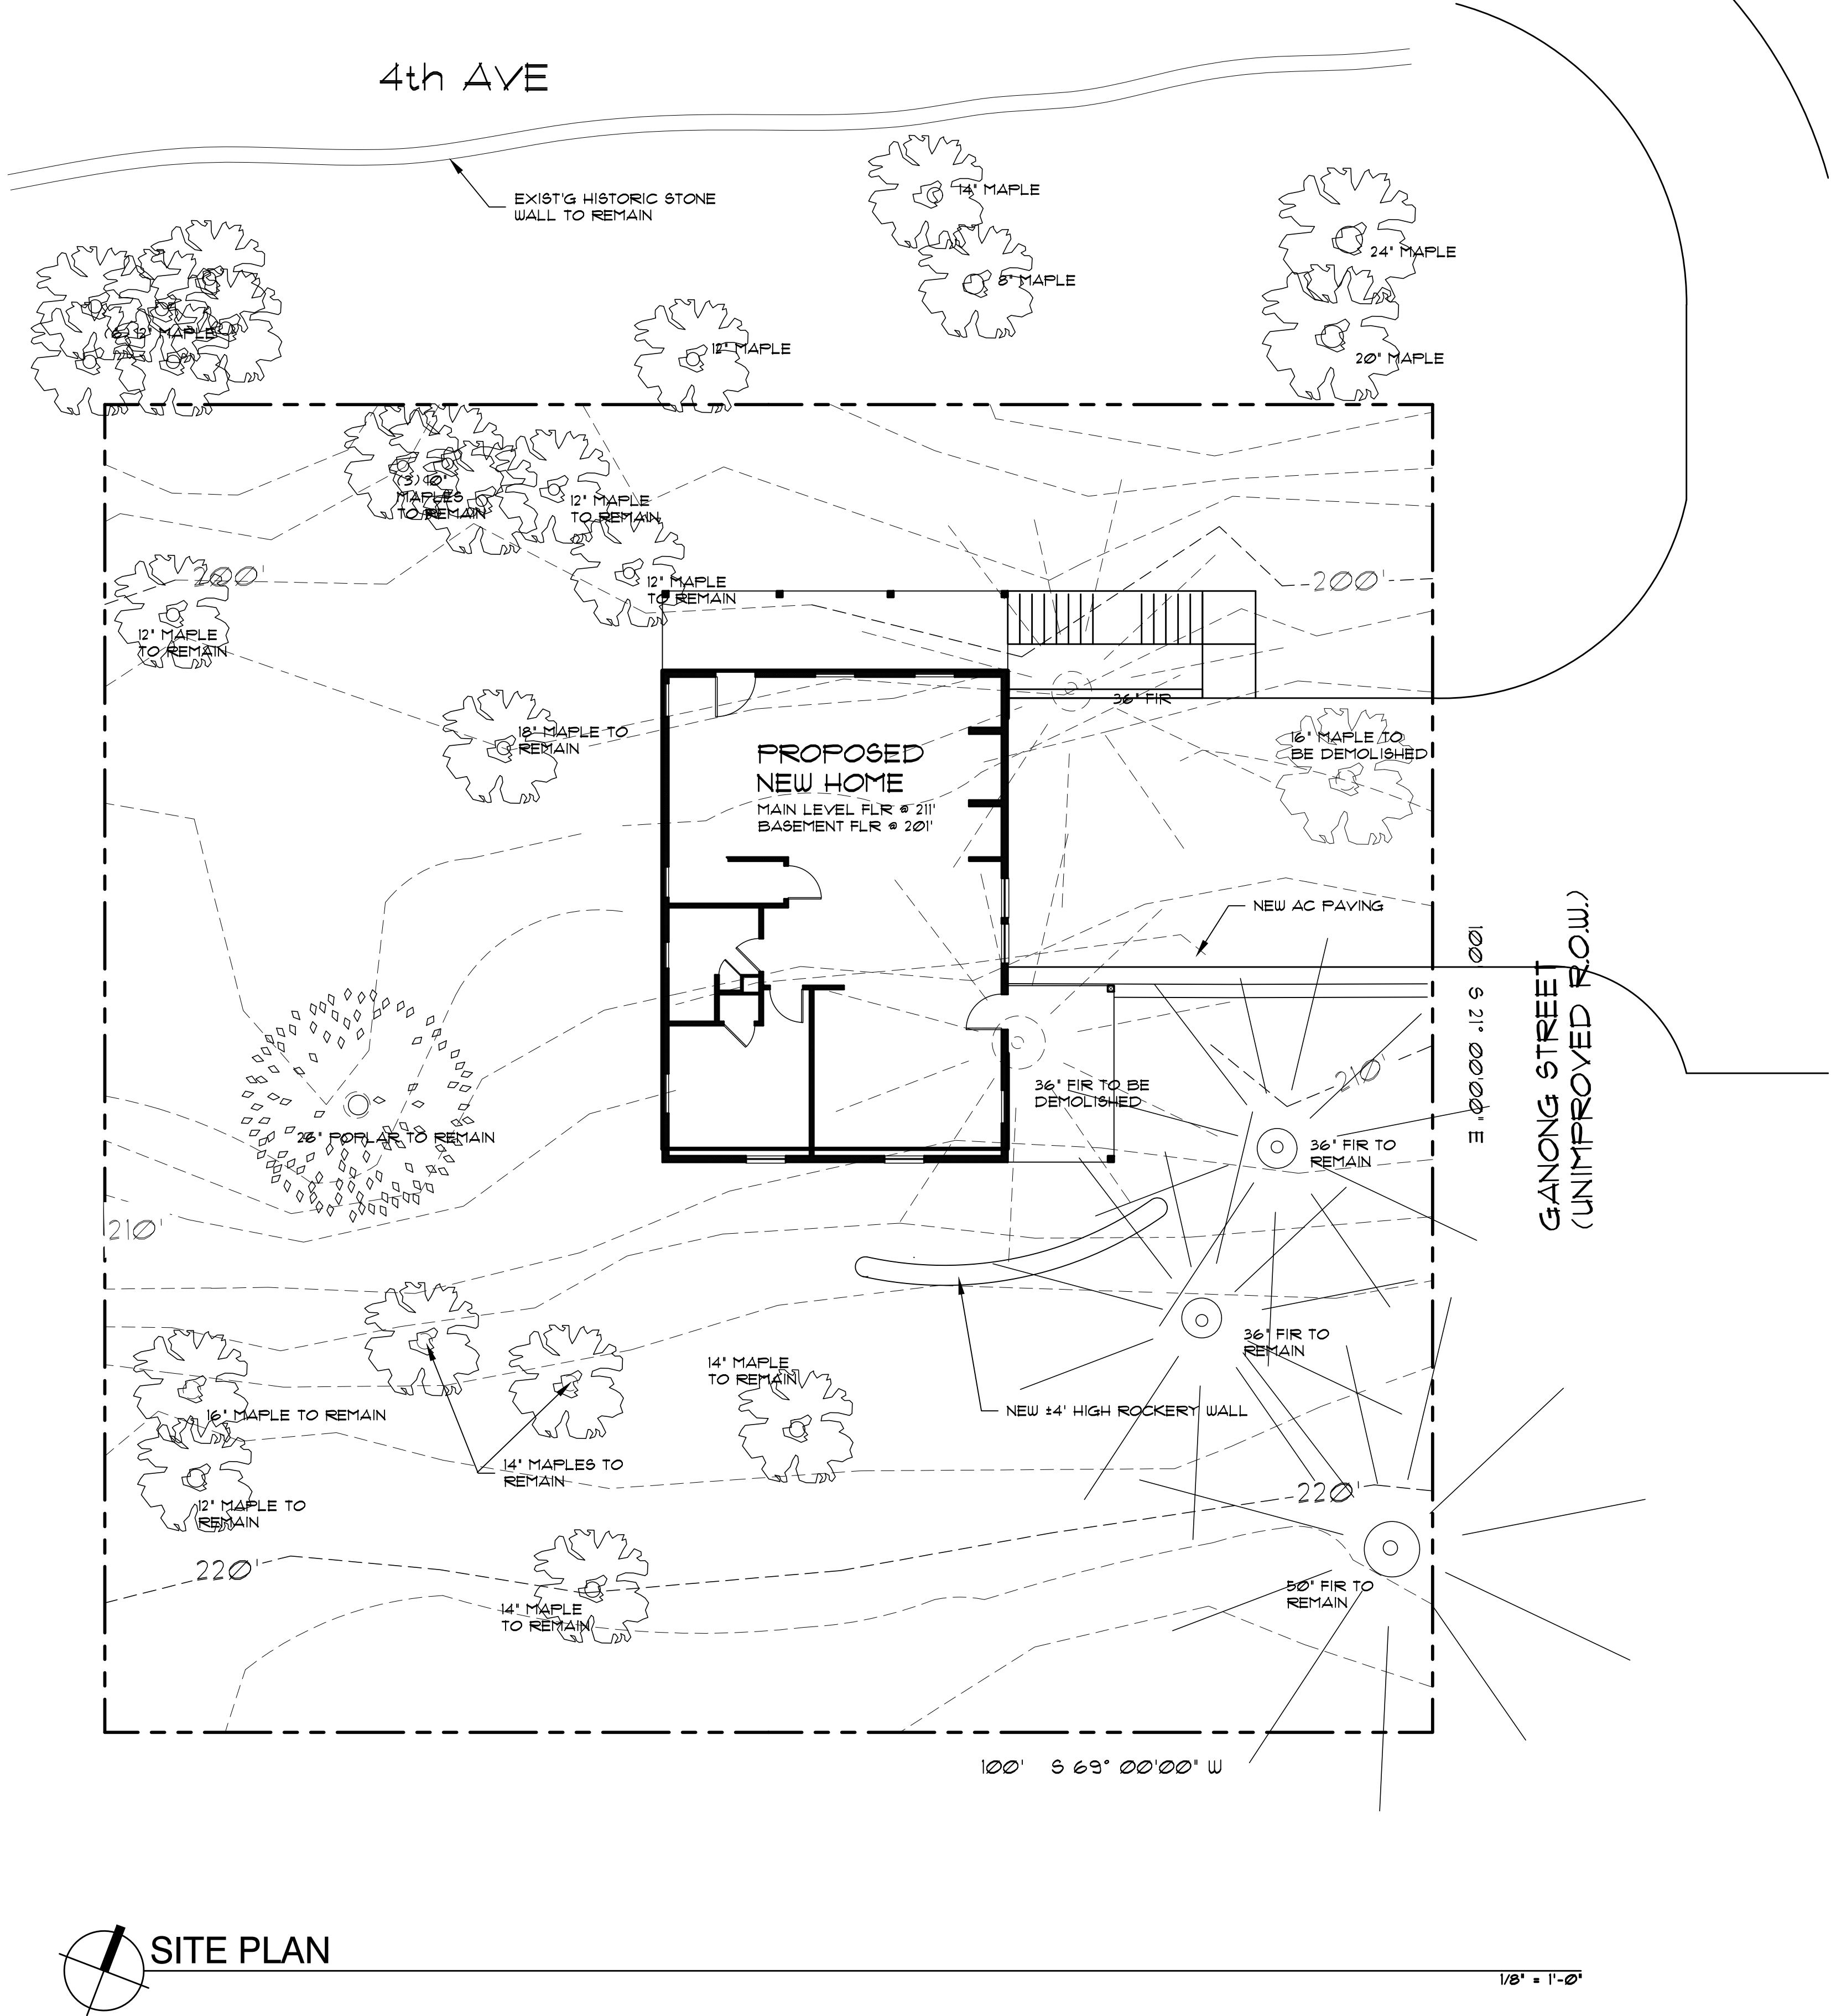 4th AVE
EXIST'G HISTORIC STONE
WALL TO REMAIN
14" MAPLE
8" MAPLE
24" MAPLE
20" MAPLE
(6) 12" MAPLE
12" MAPLE
(3) 10"
MAPLES
TO REMAIN
12" MAPLE
TO REMAIN
200'
12" MAPLE
TO REMAIN
200'
12" MAPLE
TO REMAIN
36" FIR
18" MAPLE TO
REMAIN
16" MAPLE TO
BE DEMOLISHED
PROPOSED
NEW HOME
MAIN LEVEL FLR @ 211'
BASEMENT FLR @ 201'
NEW AC PAVING
100' S 21° 00'00" E
GANONG STREET
(UNIMPROVED R.O.W.)
210'
36" FIR TO BE
DEMOLISHED
26" POPLAR TO REMAIN
36" FIR TO
REMAIN
210'
36" FIR TO
REMAIN
14" MAPLE
TO REMAIN
16" MAPLE TO REMAIN
NEW ±4' HIGH ROCKERY WALL
14" MAPLES TO
REMAIN
12" MAPLE TO
REMAIN
220'
220'
50" FIR TO
REMAIN
14" MAPLE
TO REMAIN
100' S 69° 00'00" W
SITE PLAN
1/8" = 1'-0"